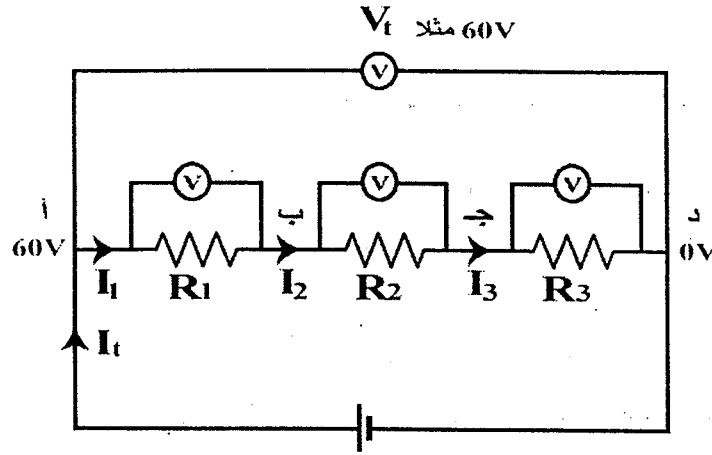 Vt مثلا 60V
V
V V V
أ ب جـ د
60V 0V
I1 R1 I2 R2 I3 R3
It